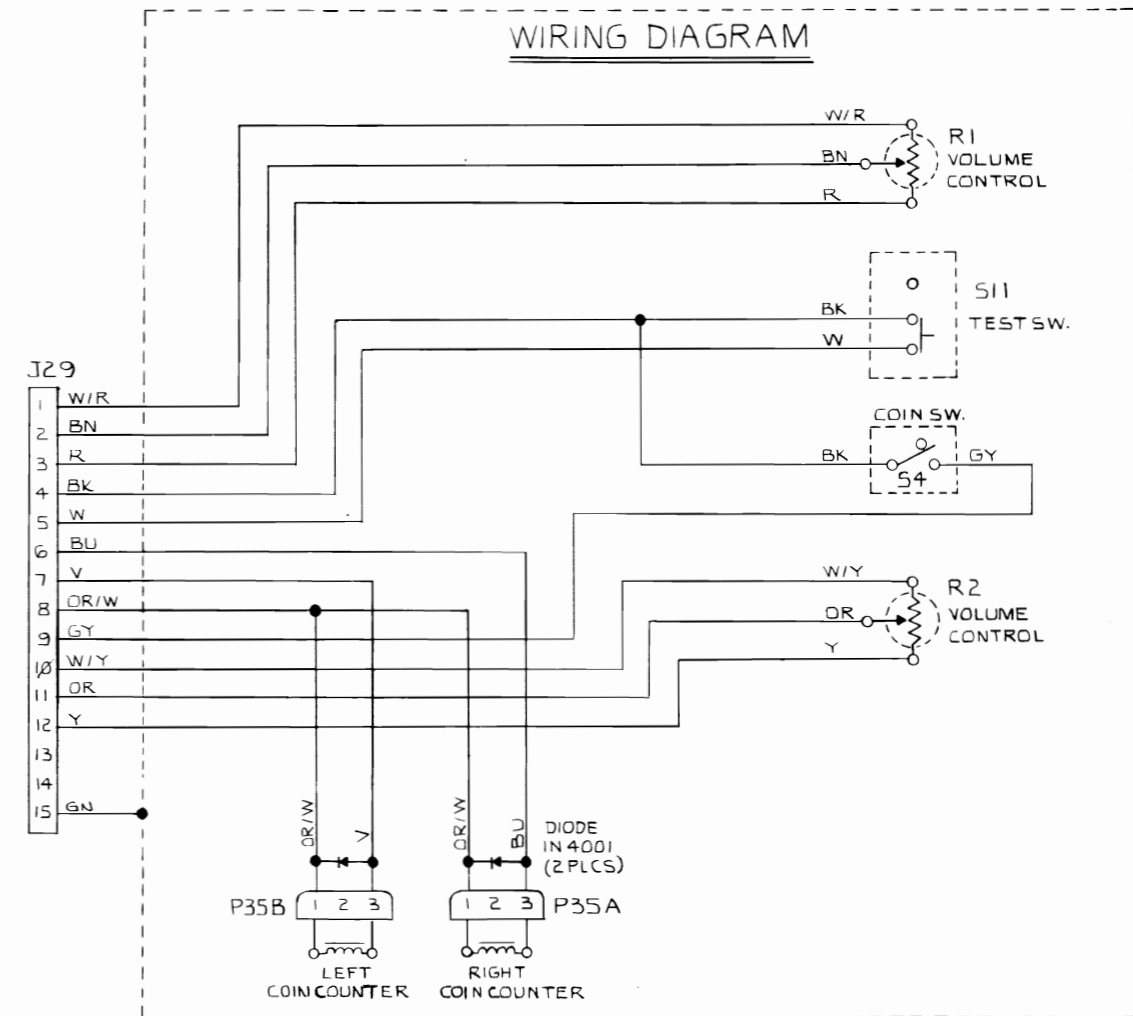 WIRING DIAGRAM
W/R
R1
VOLUME
CONTROL
BN
R
S11
TEST SW.
BK
W
COIN SW.
BK
S4
GY
J29
1 W/R
2 BN
3 R
4 BK
5 W
6 BU
7 V
8 OR/W
9 GY
10 W/Y
11 OR
12 Y
13
14
15 GN
W/Y
R2
VOLUME
CONTROL
OR
Y
OR/W
V
OR/W
BU
DIODE
IN 4001
(2 PLCS)
P35B
1 2 3
1 2 3
P35A
LEFT
COIN COUNTER
RIGHT
COIN COUNTER